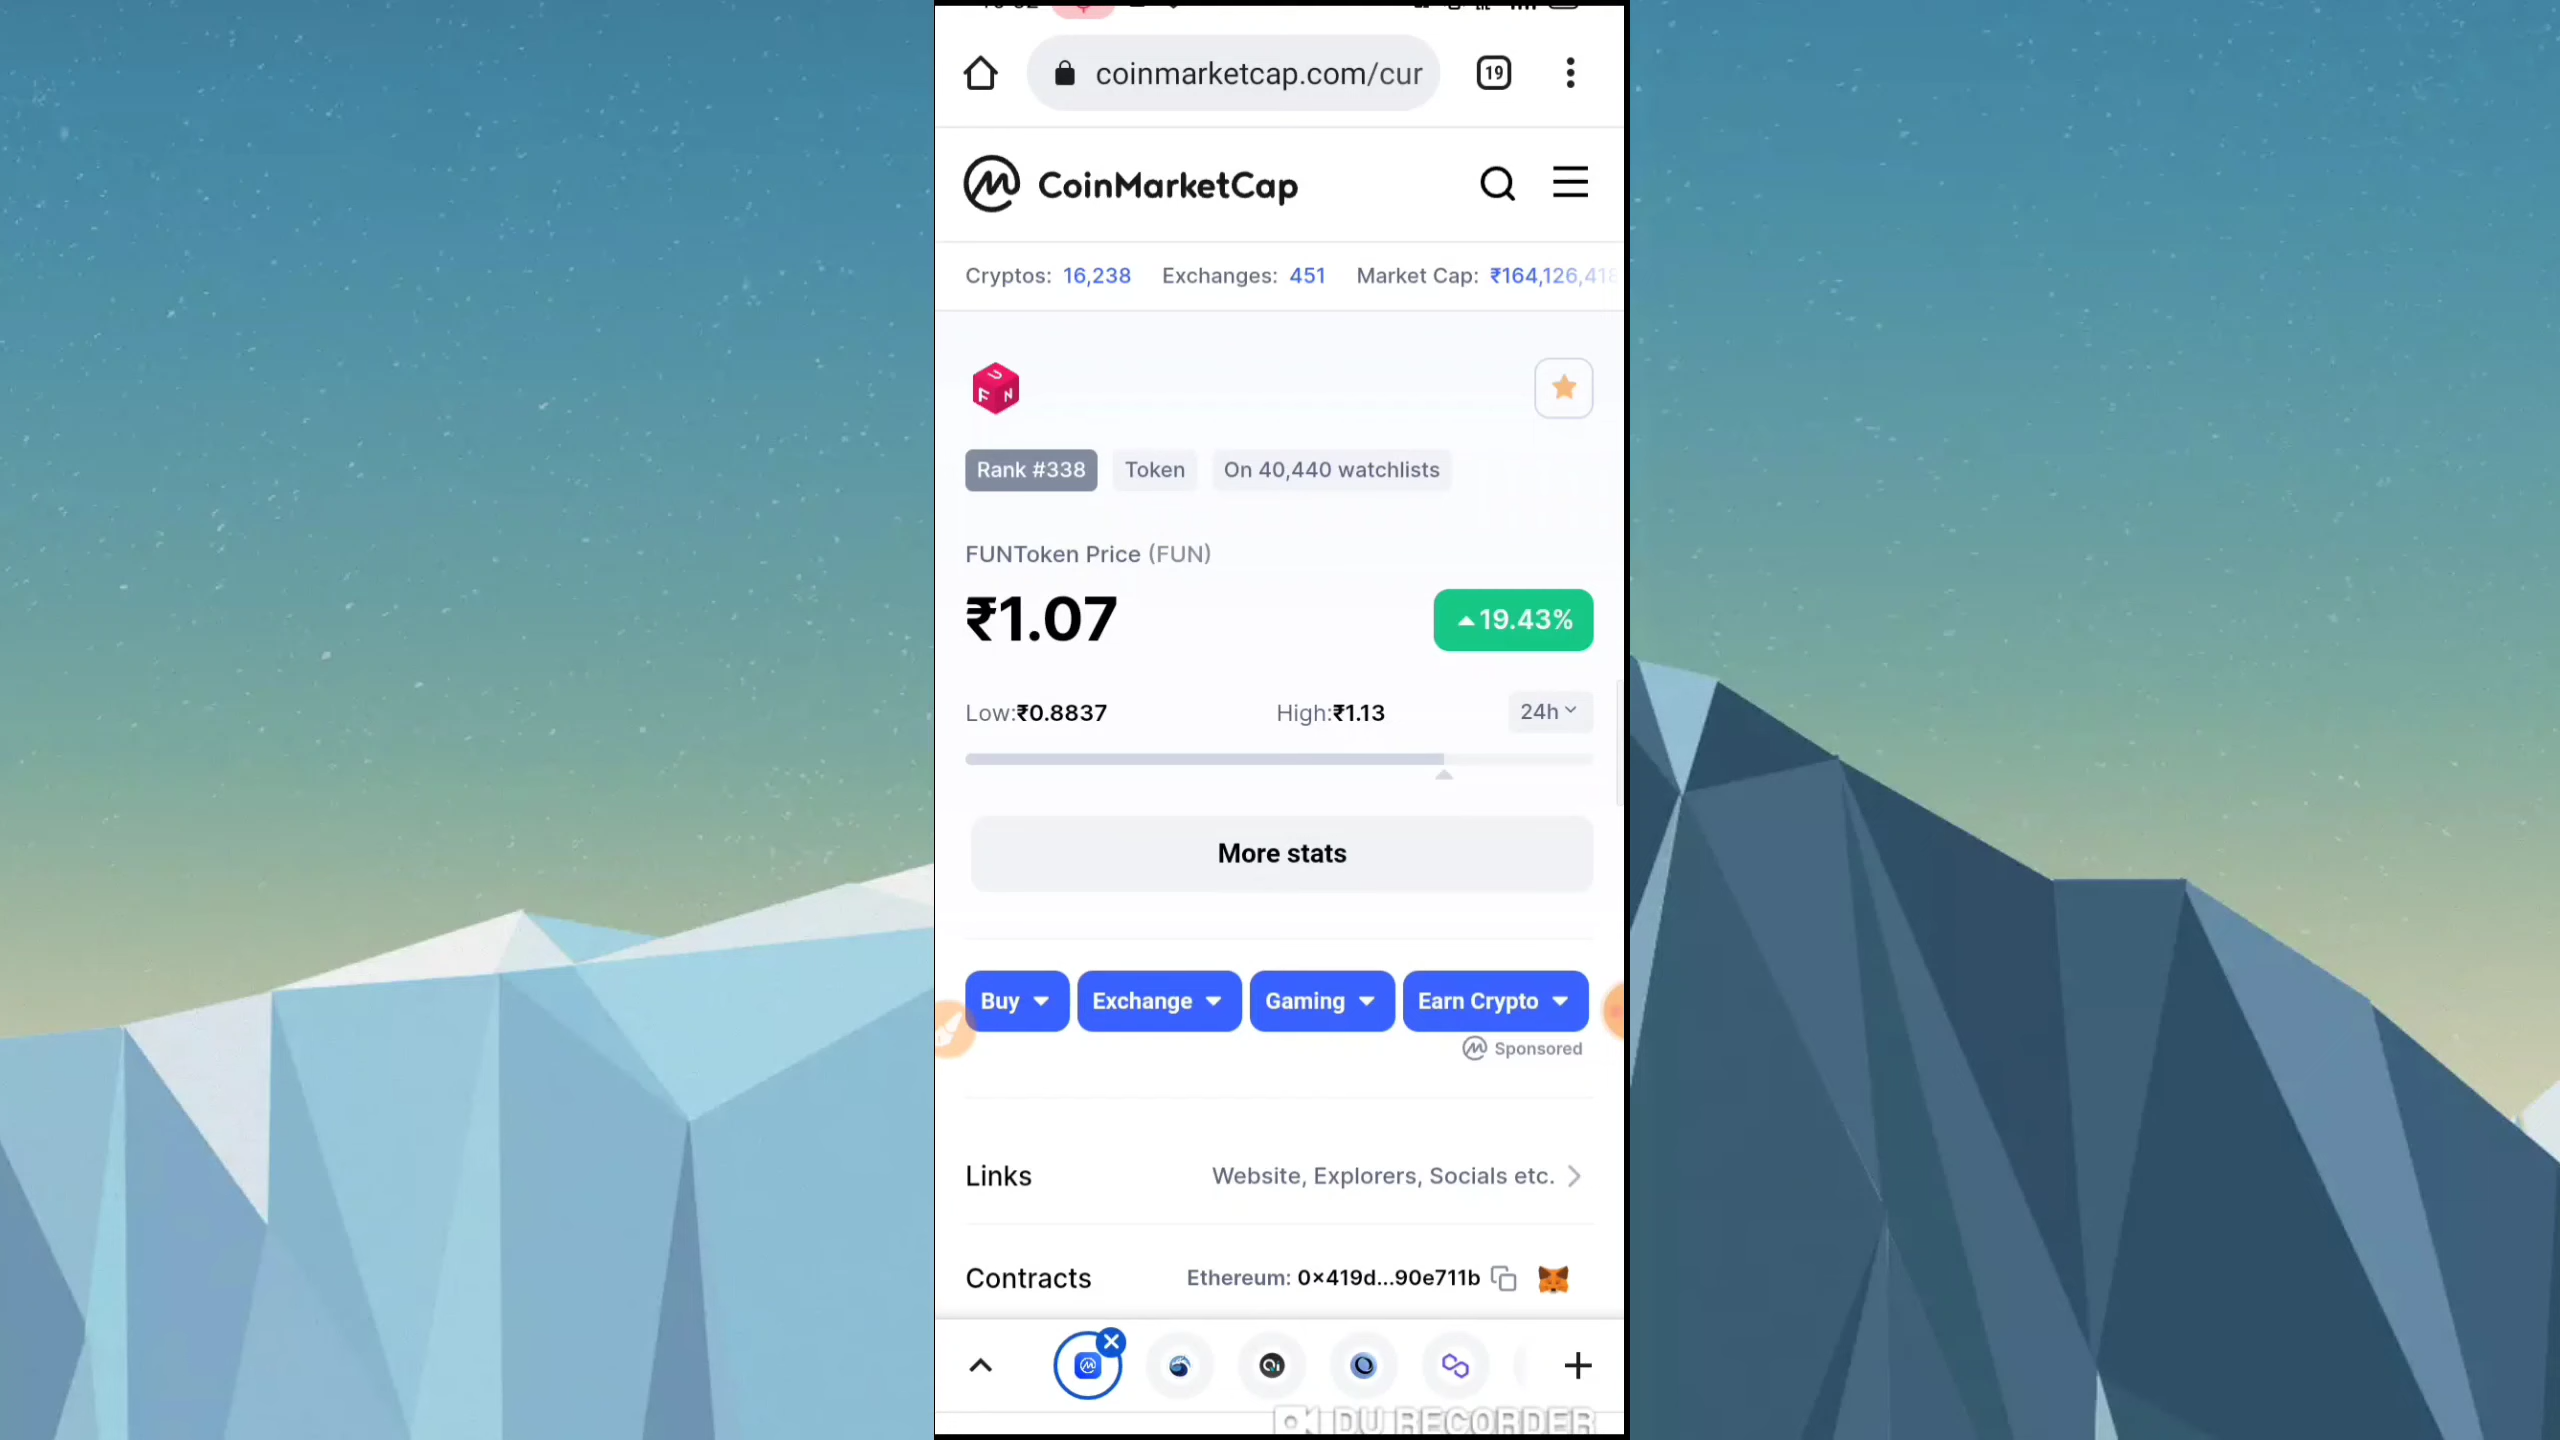 coinmarketcap.com/cur
19
CoinMarketCap
Cryptos: 16,238 Exchanges: 451 Market Cap: ₹164,126,418
FUN
Rank #338 Token On 40,440 watchlists
FUNToken Price (FUN)
₹1.07 19.43%
Low:₹0.8837 High:₹1.13 24h
More stats
Buy Exchange Gaming Earn Crypto
Sponsored
Links Website, Explorers, Socials etc.
Contracts Ethereum: 0x419d...90e711b
DU RECORDER